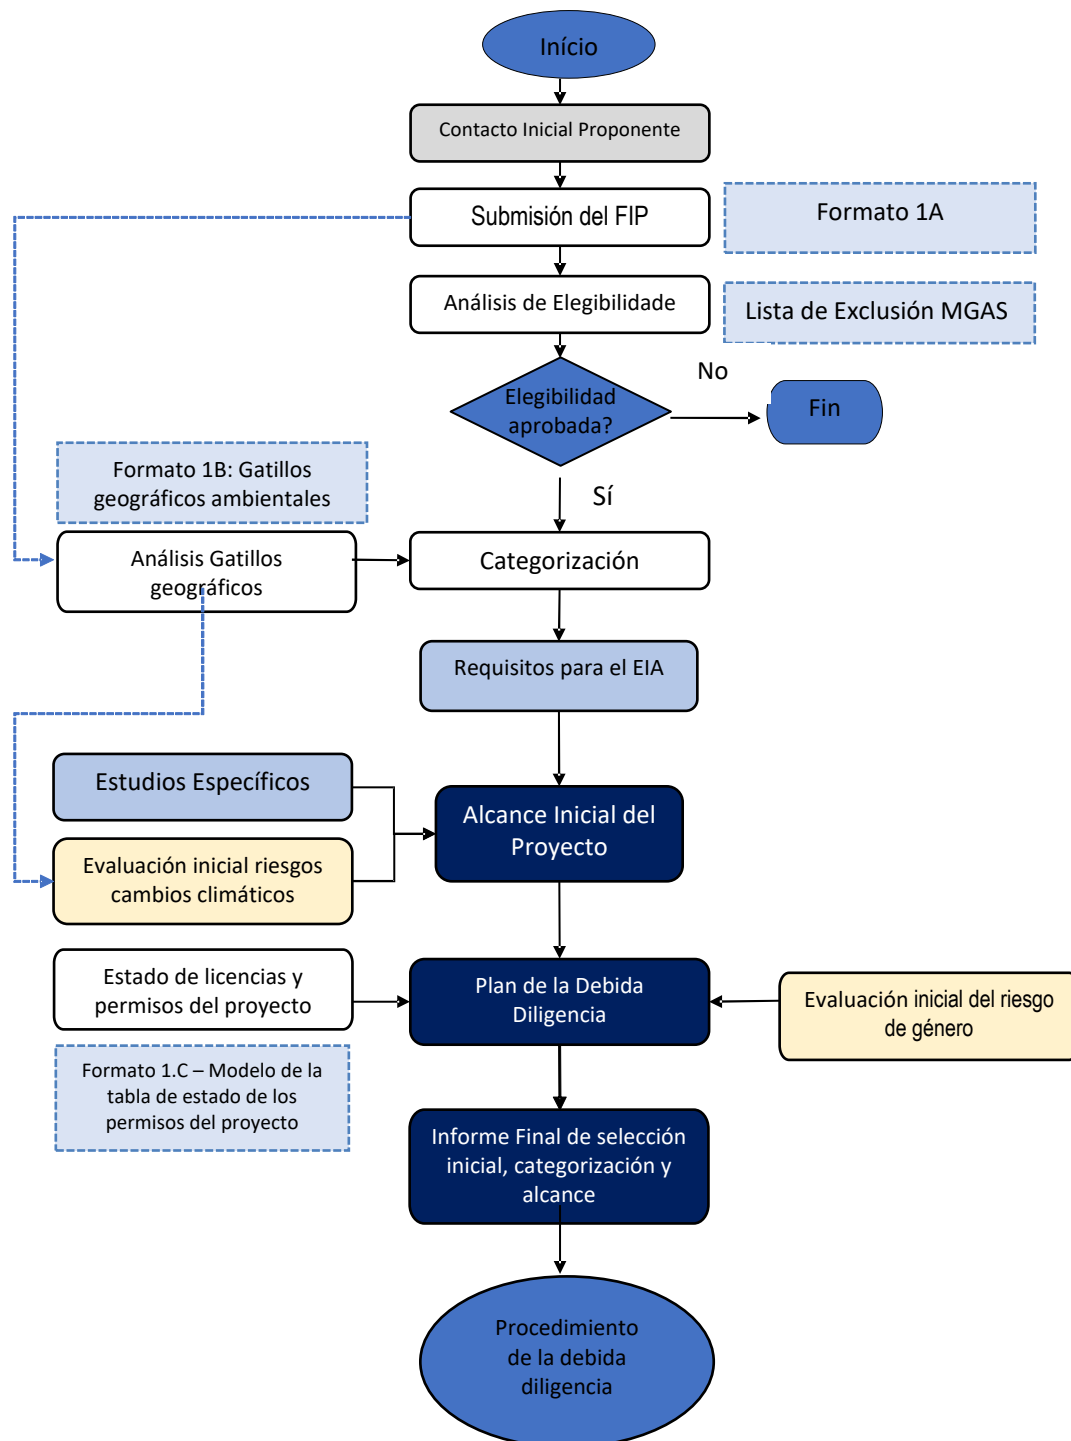 Início
Contacto Inicial Proponente
Submisión del FIP
Formato 1A
Análisis de Elegibilidade
Lista de Exclusión MGAS
Elegibilidad
aprobada?
No
Fin
Sí
Formato 1B: Gatillos
geográficos ambientales
Análisis Gatillos
geográficos
Categorización
Requisitos para el EIA
Estudios Específicos
Alcance Inicial del
Proyecto
Evaluación inicial riesgos
cambios climáticos
Estado de licencias y
permisos del proyecto
Plan de la Debida
Diligencia
Evaluación inicial del riesgo
de género
Formato 1.C – Modelo de la
tabla de estado de los
permisos del proyecto
Informe Final de selección
inicial, categorización y
alcance
Procedimiento
de la debida
diligencia